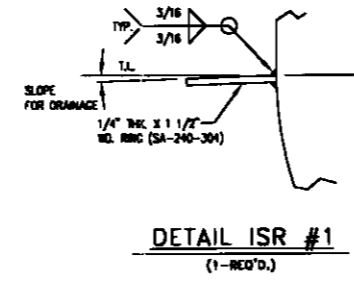 3/16
TYP.
3/16
T.L.
SLOPE
FOR DRAINAGE
1/4" THK. X 1 1/2"
WD. RING (SA-240-304)
DETAIL ISR #1
(1-REQ'D.)